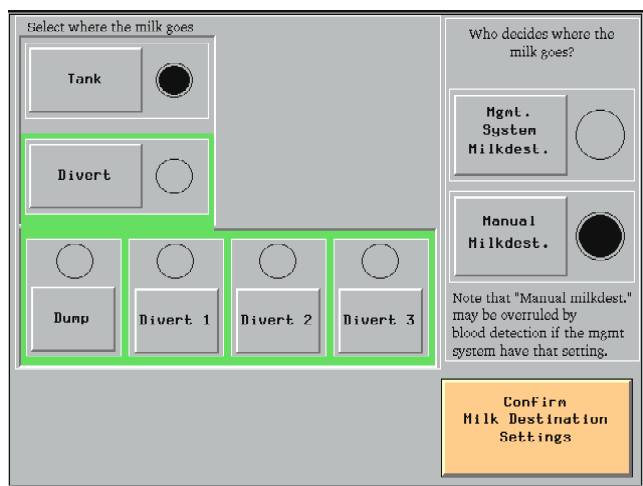 Select where the milk goes
Tank
Divert
Dump
Divert 1
Divert 2
Divert 3
Who decides where the
milk goes?
Mgmt.
System
Milkdest.
Manual
Milkdest.
Note that "Manual milkdest."
may be overruled by
blood detection if the mgmt
system have that setting.
Confirm
Milk Destination
Settings